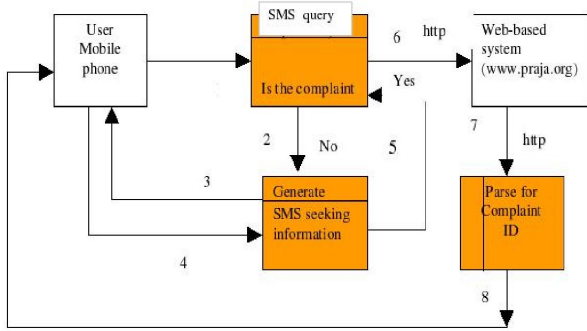 User
Mobile
phone
SMS query
Is the complaint
6 http
Yes
Web-based
system
(www.praja.org)
2
No
5
7
http
3
Generate
SMS seeking
information
4
Parse for
Complaint
ID
8